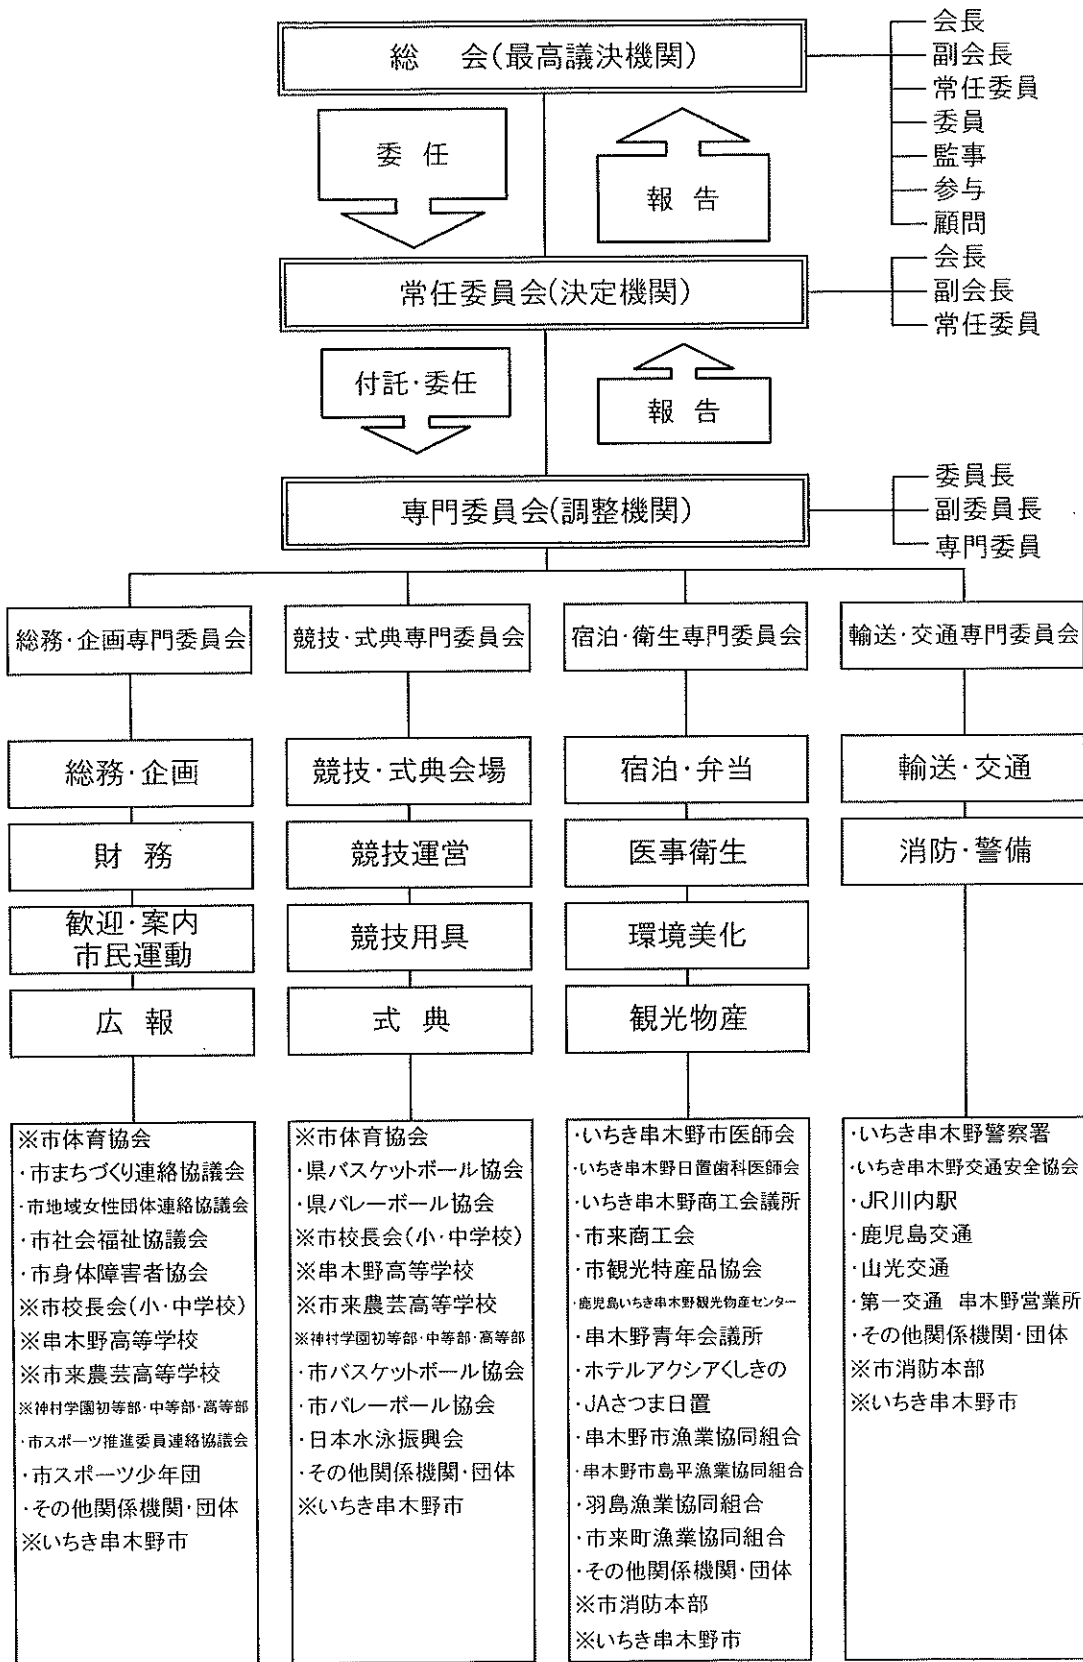 総　会(最高議決機関)
会長
副会長
常任委員
委員
監事
参与
顧問
委 任
報 告
常任委員会(決定機関)
会長
副会長
常任委員
付託・委任
報 告
専門委員会(調整機関)
委員長
副委員長
専門委員
総務・企画専門委員会
総務・企画
財 務
歓迎・案内
市民運動
広 報
※市体育協会
・市まちづくり連絡協議会
・市地域女性団体連絡協議会
・市社会福祉協議会
・市身体障害者協会
※市校長会(小・中学校)
※串木野高等学校
※市来農芸高等学校
※神村学園初等部・中等部・高等部
・市スポーツ推進委員連絡協議会
・市スポーツ少年団
・その他関係機関・団体
※いちき串木野市
競技・式典専門委員会
競技・式典会場
競技運営
競技用具
式 典
※市体育協会
・県バスケットボール協会
・県バレーボール協会
※市校長会(小・中学校)
※串木野高等学校
※市来農芸高等学校
※神村学園初等部・中等部・高等部
・市バスケットボール協会
・市バレーボール協会
・日本水泳振興会
・その他関係機関・団体
※いちき串木野市
宿泊・衛生専門委員会
宿泊・弁当
医事衛生
環境美化
観光物産
・いちき串木野市医師会
・いちき串木野日置歯科医師会
・いちき串木野商工会議所
・市来商工会
・市観光特産品協会
・鹿児島いちき串木野観光物産センター
・串木野青年会議所
・ホテルアクシアくしきの
・JAさつま日置
・串木野市漁業協同組合
・串木野市島平漁業協同組合
・羽島漁業協同組合
・市来町漁業協同組合
・その他関係機関・団体
※市消防本部
※いちき串木野市
輸送・交通専門委員会
輸送・交通
消防・警備
・いちき串木野警察署
・いちき串木野交通安全協会
・JR川内駅
・鹿児島交通
・山光交通
・第一交通　串木野営業所
・その他関係機関・団体
※市消防本部
※いちき串木野市